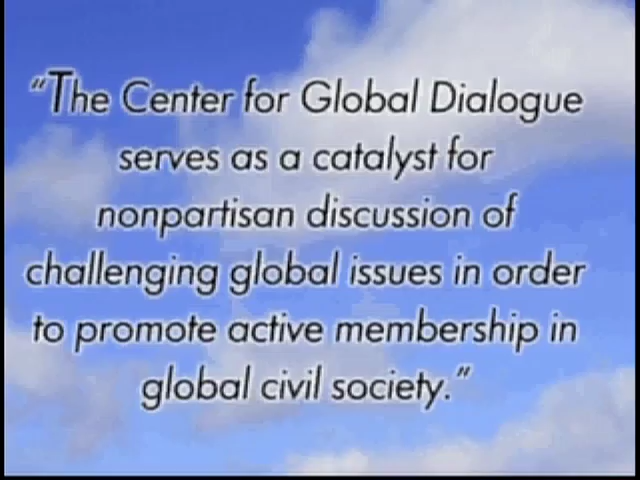 “The Center for Global Dialogue
serves as a catalyst for
nonpartisan discussion of
challenging global issues in order
to promote active membership in
global civil society.”